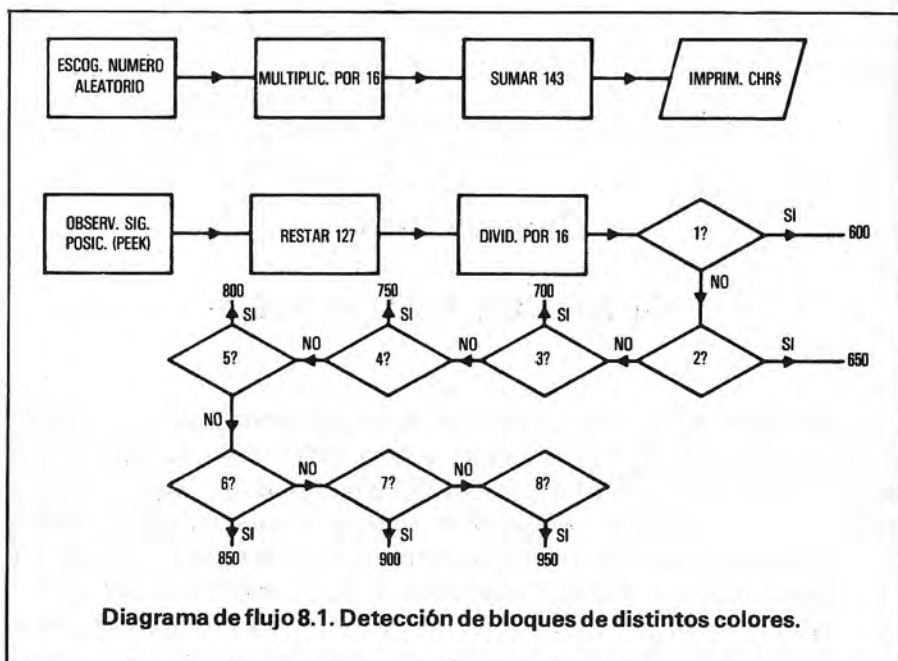 ESCOG. NUMERO
ALEATORIO
MULTIPLIC. POR 16
SUMAR 143
IMPRIM. CHR$
OBSERV. SIG.
POSIC. (PEEK)
RESTAR 127
DIVID. POR 16
1?
SI
600
NO
800
SI
750
SI
700
SI
5?
NO
4?
NO
3?
NO
2?
SI
650
NO
6?
NO
7?
NO
8?
SI
850
SI
900
SI
950
Diagrama de flujo 8.1. Detección de bloques de distintos colores.